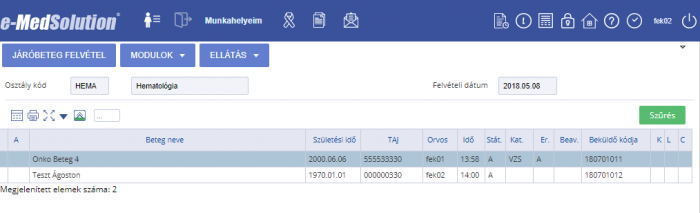 e-MedSolution® Munkahelyeim fek02
JÁRÓBETEG FELVÉTEL MODULOK ELLÁTÁS
Osztály kód HEMA Hematológia Felvételi dátum 2018.05.08
... Szűrés
A Beteg neve Születési idő TAJ Orvos Idő Stát. Kat. Er. Beav. Beküldő kódja K L C
Onko Beteg 4 2000.06.06 555533330 fek01 13:58 A VZS A 180701011
Teszt Ágoston 1970.01.01 000000330 fek02 14:00 A 180701012
Megjelenített elemek száma: 2